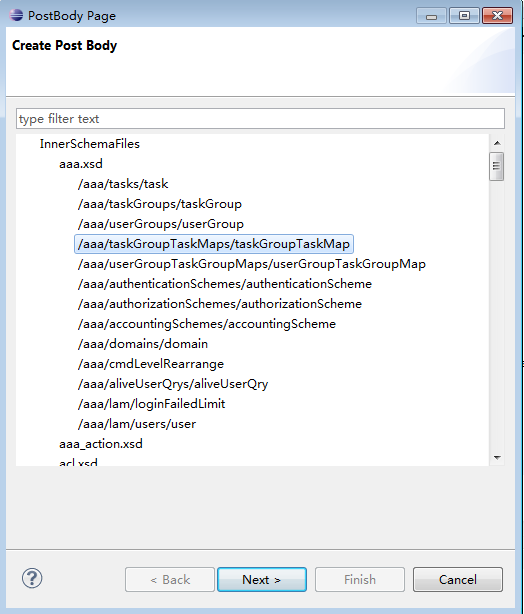 PostBody Page
Create Post Body
type filter text
InnerSchemaFiles
aaa.xsd
/aaa/tasks/task
/aaa/taskGroups/taskGroup
/aaa/userGroups/userGroup
/aaa/taskGroupTaskMaps/taskGroupTaskMap
/aaa/userGroupTaskGroupMaps/userGroupTaskGroupMap
/aaa/authenticationSchemes/authenticationScheme
/aaa/authorizationSchemes/authorizationScheme
/aaa/accountingSchemes/accountingScheme
/aaa/domains/domain
/aaa/cmdLevelRearrange
/aaa/aliveUserQrys/aliveUserQry
/aaa/lam/loginFailedLimit
/aaa/lam/users/user
aaa_action.xsd
acl.xsd
? < Back Next > Finish Cancel